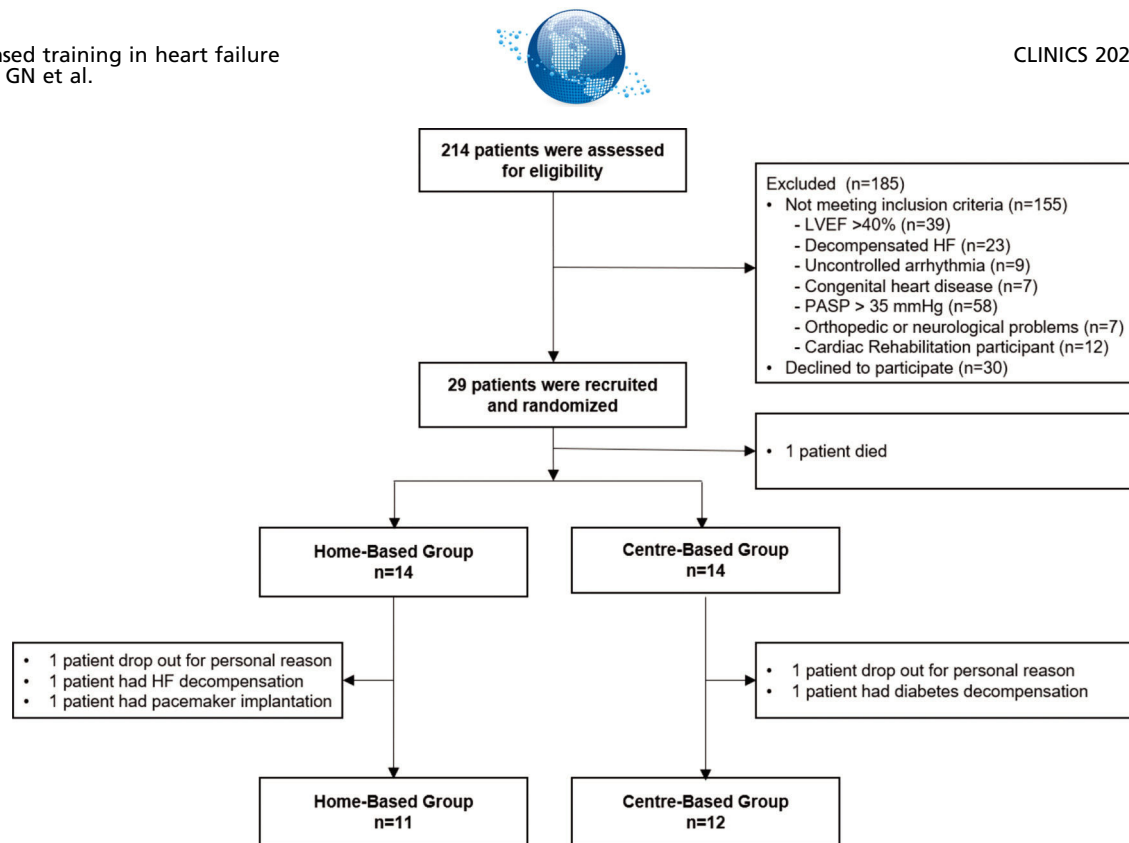 training in heart failure
GN et al.
CLINICS
214 patients were assessed
for eligibility
Excluded (n=185)
• Not meeting inclusion criteria (n=155)
- LVEF >40% (n=39)
- Decompensated HF (n=23)
- Uncontrolled arrhythmia (n=9)
- Congenital heart disease (n=7)
- PASP > 35 mmHg (n=58)
- Orthopedic or neurological problems (n=7)
- Cardiac Rehabilitation participant (n=12)
• Declined to participate (n=30)
29 patients were recruited
and randomized
• 1 patient died
Home-Based Group
n=14
Centre-Based Group
n=14
• 1 patient drop out for personal reason
• 1 patient had HF decompensation
• 1 patient had pacemaker implantation
• 1 patient drop out for personal reason
• 1 patient had diabetes decompensation
Home-Based Group
n=11
Centre-Based Group
n=12